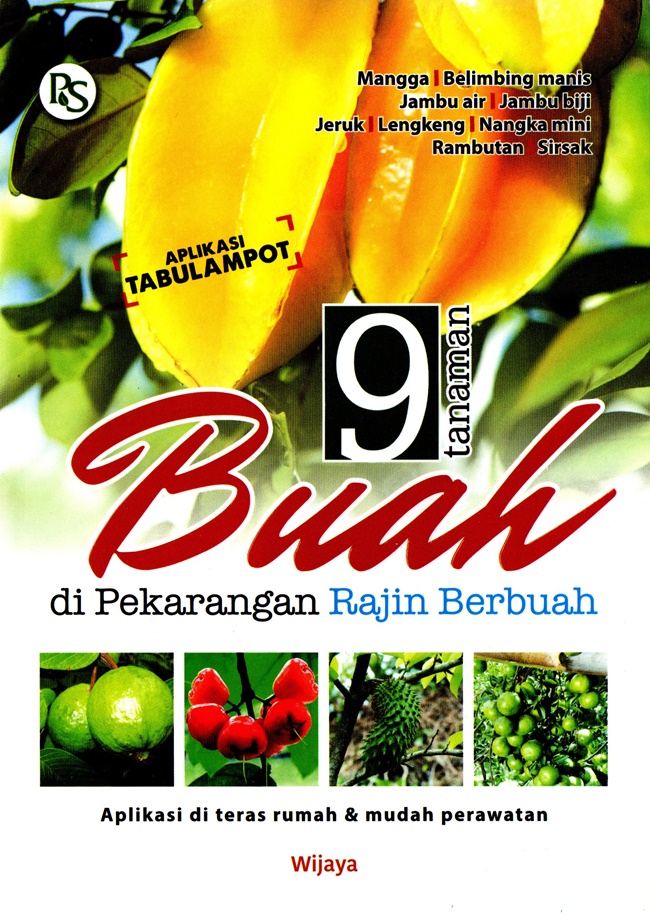 PS
Mangga | Belimbing manis
Jambu air | Jambu biji
Jeruk | Lengkeng | Nangka mini
Rambutan Sirsak
APLIKASI
TABULAMPOT
9
tanaman
Buah
di Pekarangan Rajin Berbuah
Aplikasi di teras rumah & mudah perawatan
Wijaya